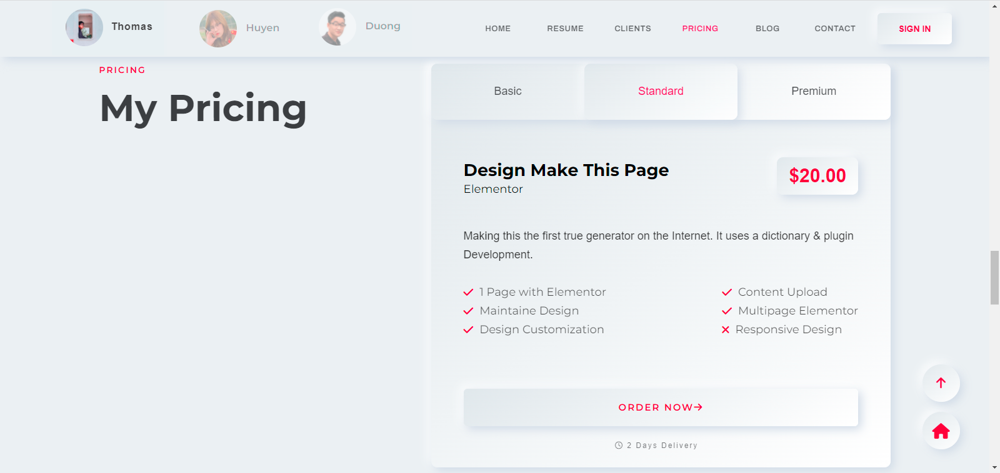 Thomas
Huyen
Duong
HOME RESUME CLIENTS PRICING BLOG CONTACT SIGN IN
PRICING
My Pricing
Basic Standard Premium
Design Make This Page
$20.00
Elementor
Making this the first true generator on the Internet. It uses a dictionary & plugin
Development.
1 Page with Elementor
Maintaine Design
Design Customization
Content Upload
Multipage Elementor
Responsive Design
ORDER NOW→
2 Days Delivery